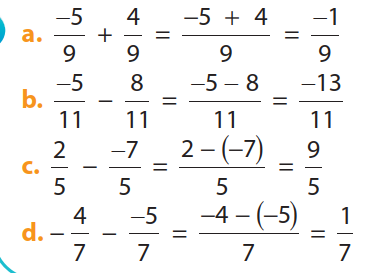 a. −5/9 + 4/9 = (−5 + 4)/9 = −1/9
b. −5/11 − 8/11 = (−5 − 8)/11 = −13/11
c. 2/5 − −7/5 = (2 − (−7))/5 = 9/5
d. −4/7 − −5/7 = (−4 − (−5))/7 = 1/7